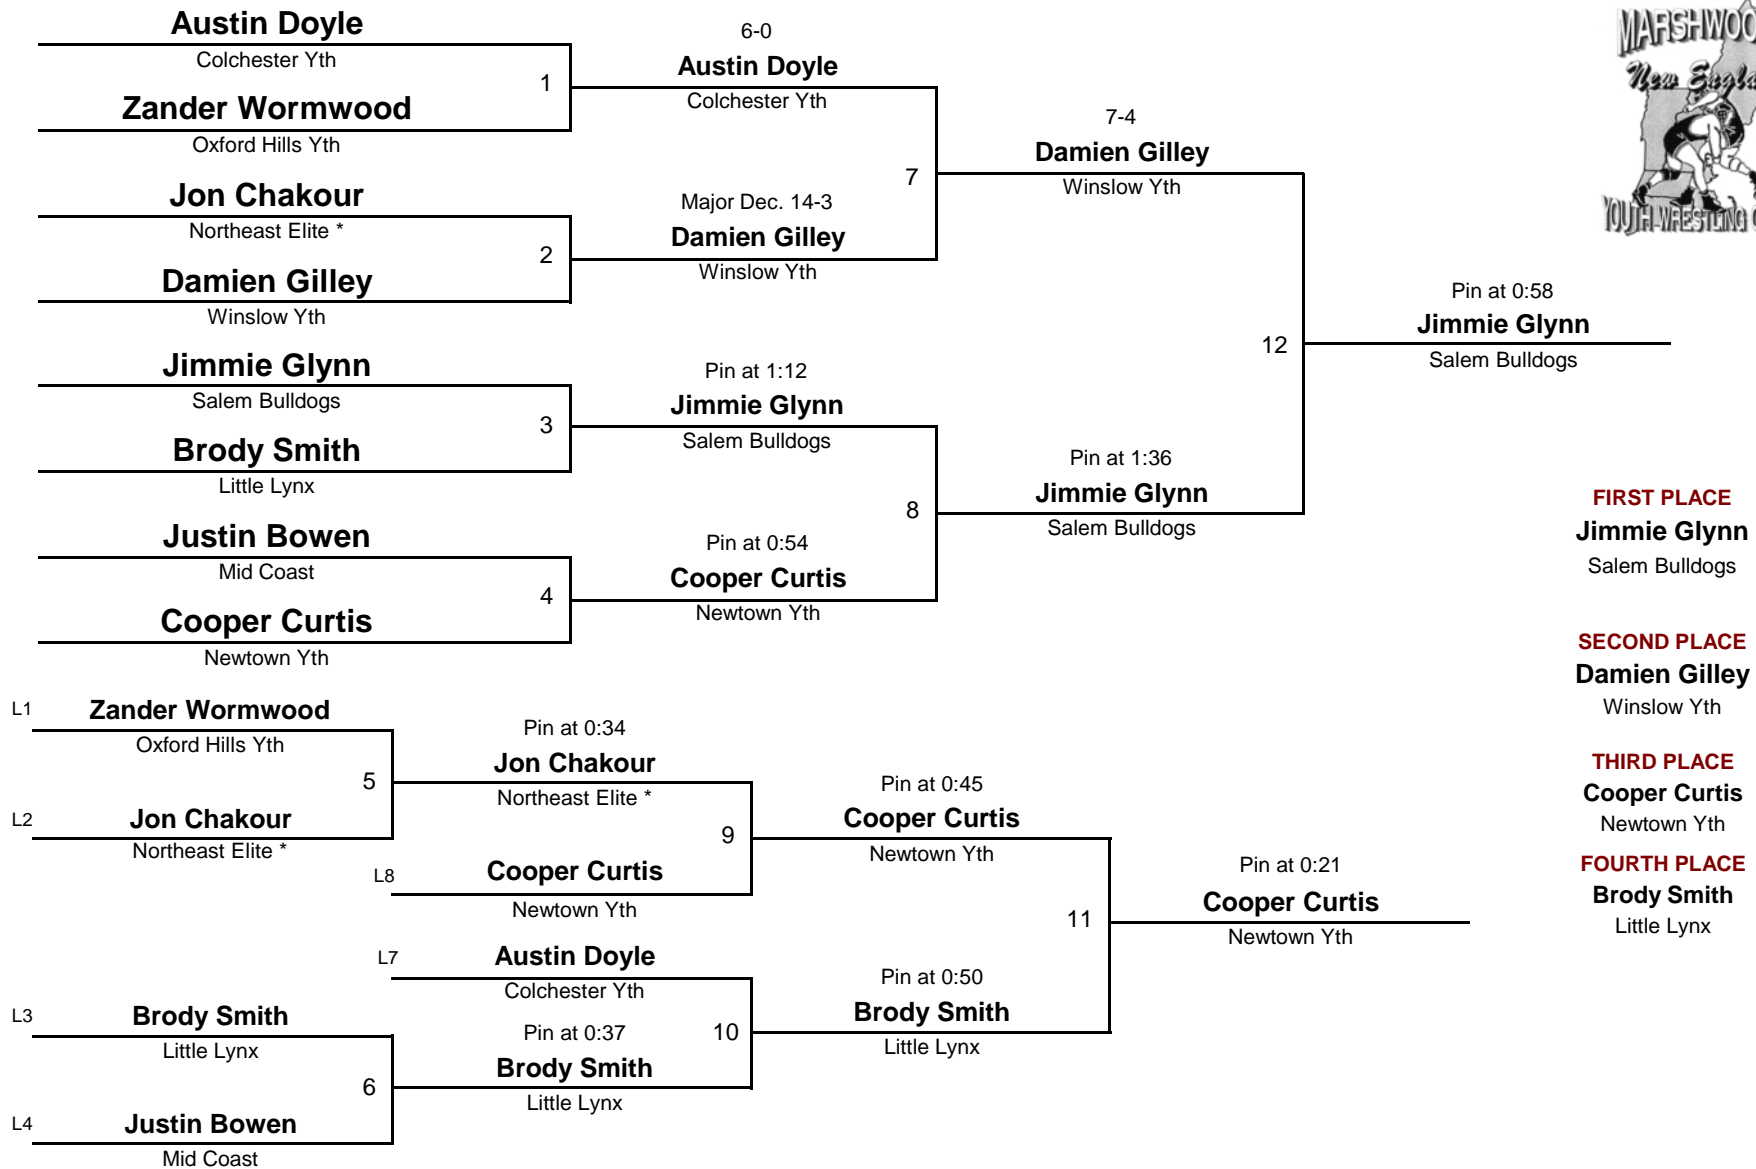 Austin Doyle
Colchester Yth
1
Zander Wormwood
Oxford Hills Yth
Jon Chakour
Northeast Elite *
2
Damien Gilley
Winslow Yth
Jimmie Glynn
Salem Bulldogs
3
Brody Smith
Little Lynx
Justin Bowen
Mid Coast
4
Cooper Curtis
Newtown Yth
6-0
Austin Doyle
Colchester Yth
7
Major Dec. 14-3
Damien Gilley
Winslow Yth
Pin at 1:12
Jimmie Glynn
Salem Bulldogs
8
Pin at 0:54
Cooper Curtis
Newtown Yth
7-4
Damien Gilley
Winslow Yth
12
Pin at 1:36
Jimmie Glynn
Salem Bulldogs
Pin at 0:58
Jimmie Glynn
Salem Bulldogs
New
YOUTH WRESTLING
FIRST PLACE
Jimmie Glynn
Salem Bulldogs
SECOND PLACE
Damien Gilley
Winslow Yth
THIRD PLACE
Cooper Curtis
Newtown Yth
FOURTH PLACE
Brody Smith
Little Lynx
L1 Zander Wormwood
Oxford Hills Yth
5
L2 Jon Chakour
Northeast Elite *
Pin at 0:34
Jon Chakour
Northeast Elite *
9
L8 Cooper Curtis
Newtown Yth
L7 Austin Doyle
Colchester Yth
10
Pin at 0:37
Brody Smith
Little Lynx
L3 Brody Smith
Little Lynx
6
L4 Justin Bowen
Mid Coast
Pin at 0:45
Cooper Curtis
Newtown Yth
11
Pin at 0:50
Brody Smith
Little Lynx
Pin at 0:21
Cooper Curtis
Newtown Yth